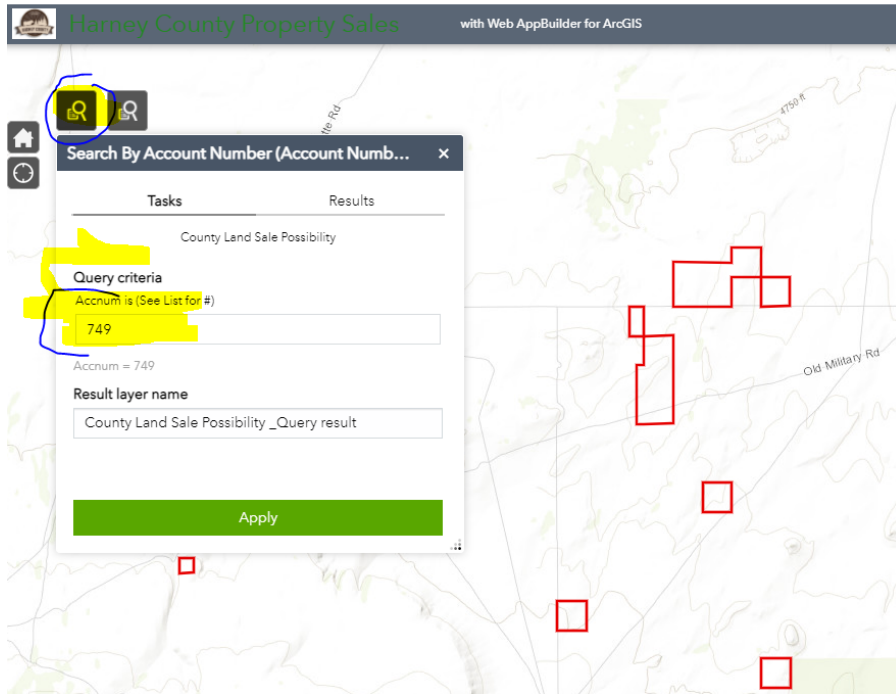 Harney County Property Sales
with Web AppBuilder for ArcGIS
4750 ft
Rd
Search By Account Number (Account Numb...
×
Tasks
Results
County Land Sale Possibility
Query criteria
Accnum is (See List for #)
749
Accnum = 749
Old Military Rd
Result layer name
County Land Sale Possibility _Query result
Apply